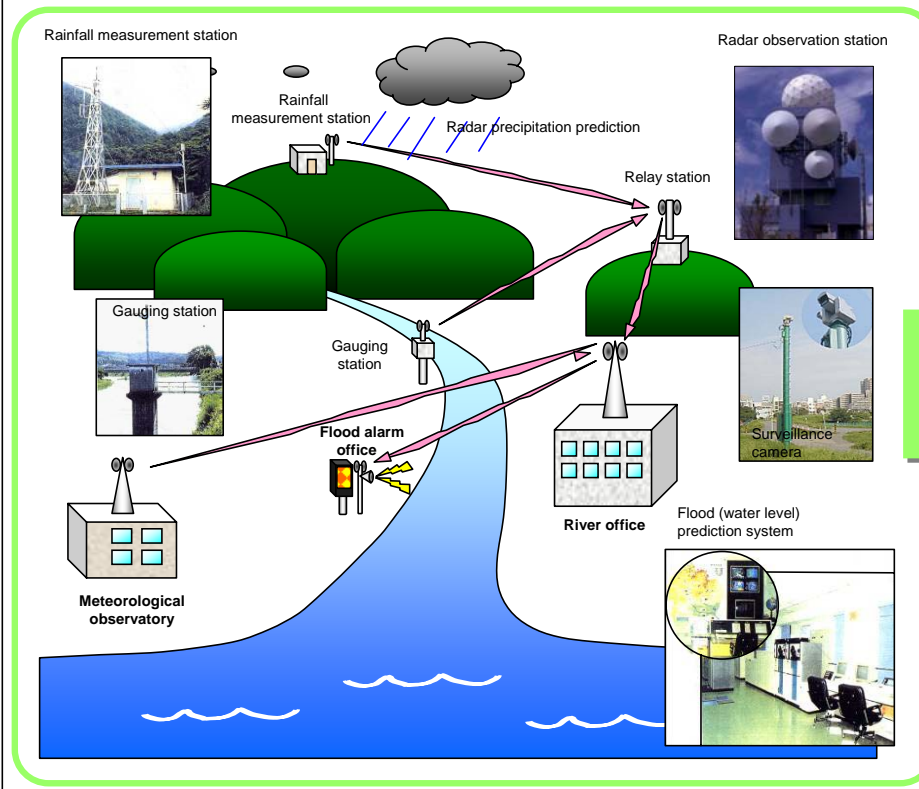 Rainfall measurement station
Radar observation station
Rainfall
measurement station
Radar precipitation prediction
Relay station
Gauging station
Gauging
station
Surveillance
camera
Flood alarm
office
River office
Flood (water level)
prediction system
Meteorological
observatory